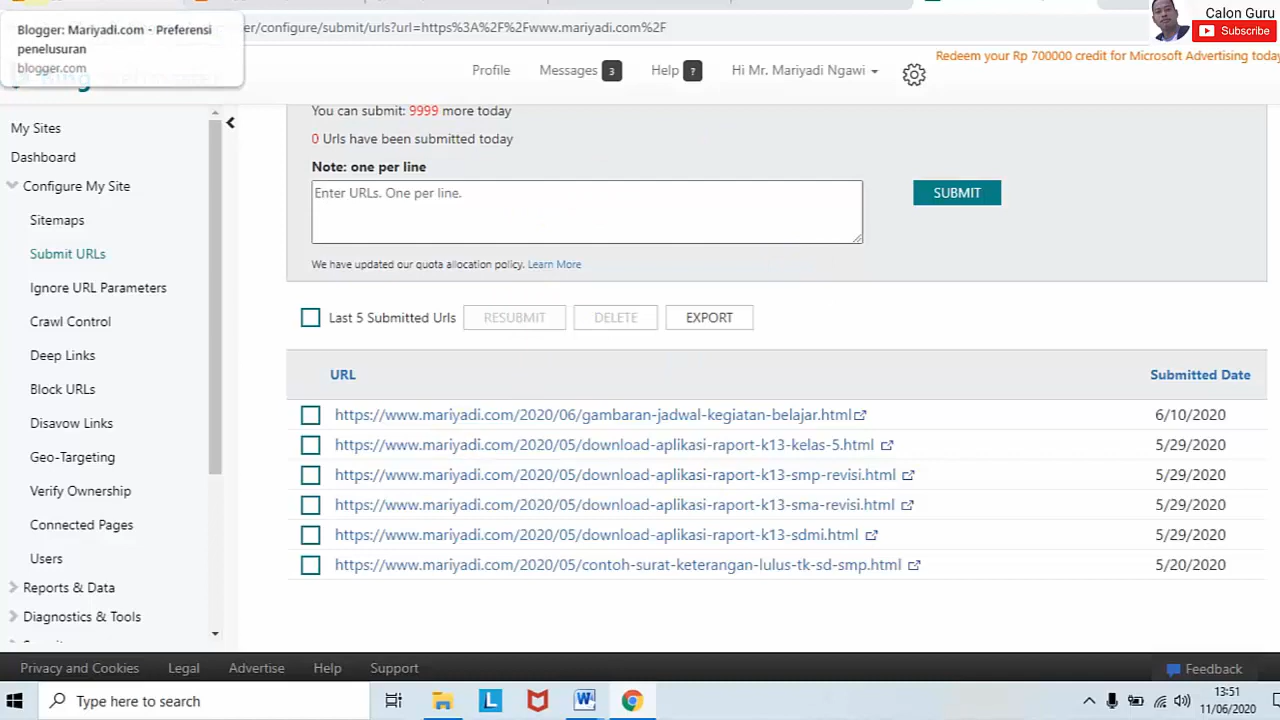 Blogger: Mariyadi.com - Preferensi
penelusuran
blogger.com
er/configure/submit/urls?url=https%3A%2F%2Fwww.mariyadi.com%2F
Calon Guru
Subscribe
Redeem your Rp 700000 credit for Microsoft Advertising today
Profile
Messages 3
Help ?
Hi Mr. Mariyadi Ngawi
My Sites
Dashboard
Configure My Site
Sitemaps
Submit URLs
Ignore URL Parameters
Crawl Control
Deep Links
Block URLs
Disavow Links
Geo-Targeting
Verify Ownership
Connected Pages
Users
Reports & Data
Diagnostics & Tools
You can submit: 9999 more today
0 Urls have been submitted today
Note: one per line
Enter URLs. One per line.
SUBMIT
We have updated our quota allocation policy. Learn More
Last 5 Submitted Urls
RESUBMIT
DELETE
EXPORT
URL Submitted Date
https://www.mariyadi.com/2020/06/gambaran-jadwal-kegiatan-belajar.html 6/10/2020
https://www.mariyadi.com/2020/05/download-aplikasi-raport-k13-kelas-5.html 5/29/2020
https://www.mariyadi.com/2020/05/download-aplikasi-raport-k13-smp-revisi.html 5/29/2020
https://www.mariyadi.com/2020/05/download-aplikasi-raport-k13-sma-revisi.html 5/29/2020
https://www.mariyadi.com/2020/05/download-aplikasi-raport-k13-sdmi.html 5/29/2020
https://www.mariyadi.com/2020/05/contoh-surat-keterangan-lulus-tk-sd-smp.html 5/20/2020
Privacy and Cookies
Legal
Advertise
Help
Support
Feedback
Type here to search
13:51
11/06/2020